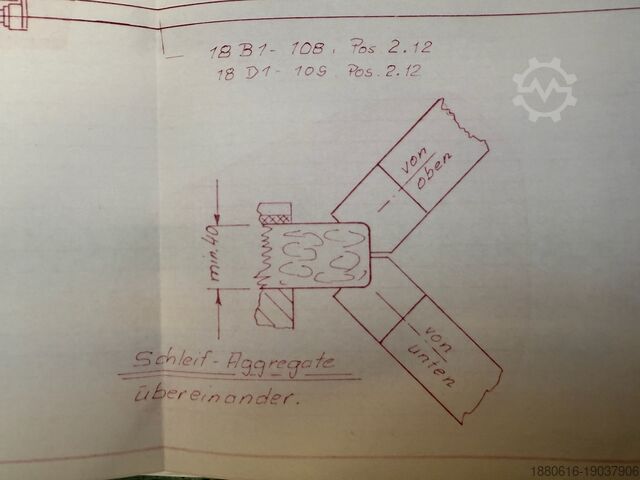 18 B1 - 108. Pos. 2.12
18 D1 - 109. Pos. 2.12
von
oben
min. 40
von
unten
Schleif-Aggregate
übereinander.
1880616-19037906